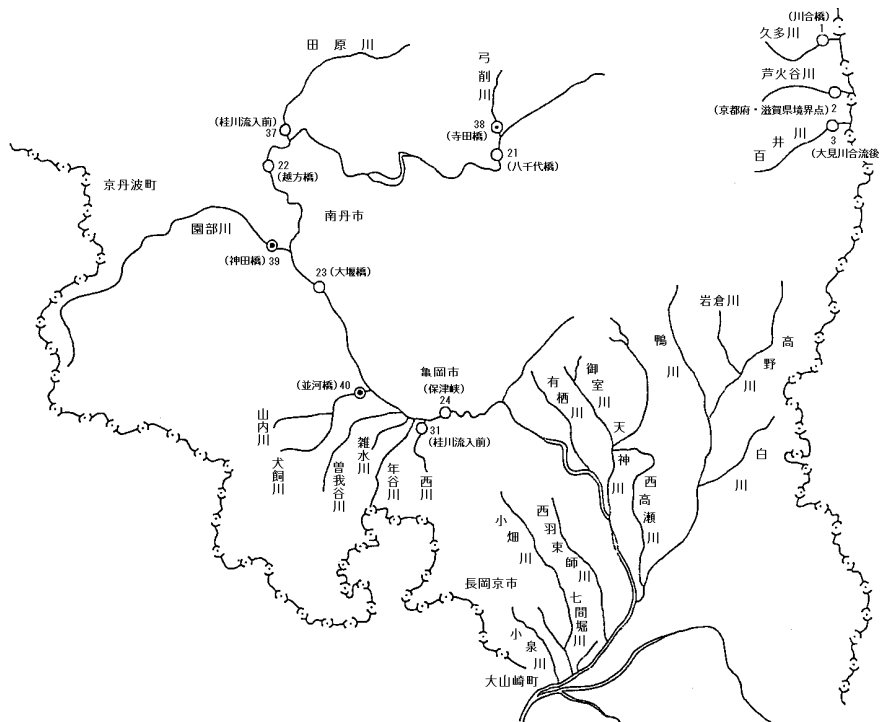 (川合橋)
1
久多川
芦火谷川
2
(京都府・滋賀県境界点)
3
(大見川合流後
百井川
田原川
(桂川流入前)
37
22
(越方橋)
弓削川
38
(寺田橋)
21
(八千代橋)
京丹波町
南丹市
園部川
(神田橋) 39
23 (大堰橋)
亀岡市
(保津峡)
24
(並河橋) 40
31
(桂川流入前)
山内川
犬飼川
曽我谷川
雑水川
年谷川
西川
有栖川
御室川
天神川
西高瀬川
鴨川
岩倉川
高野川
白川
長岡京市
小畑川
西羽束師川
七間堀川
小泉川
大山崎町